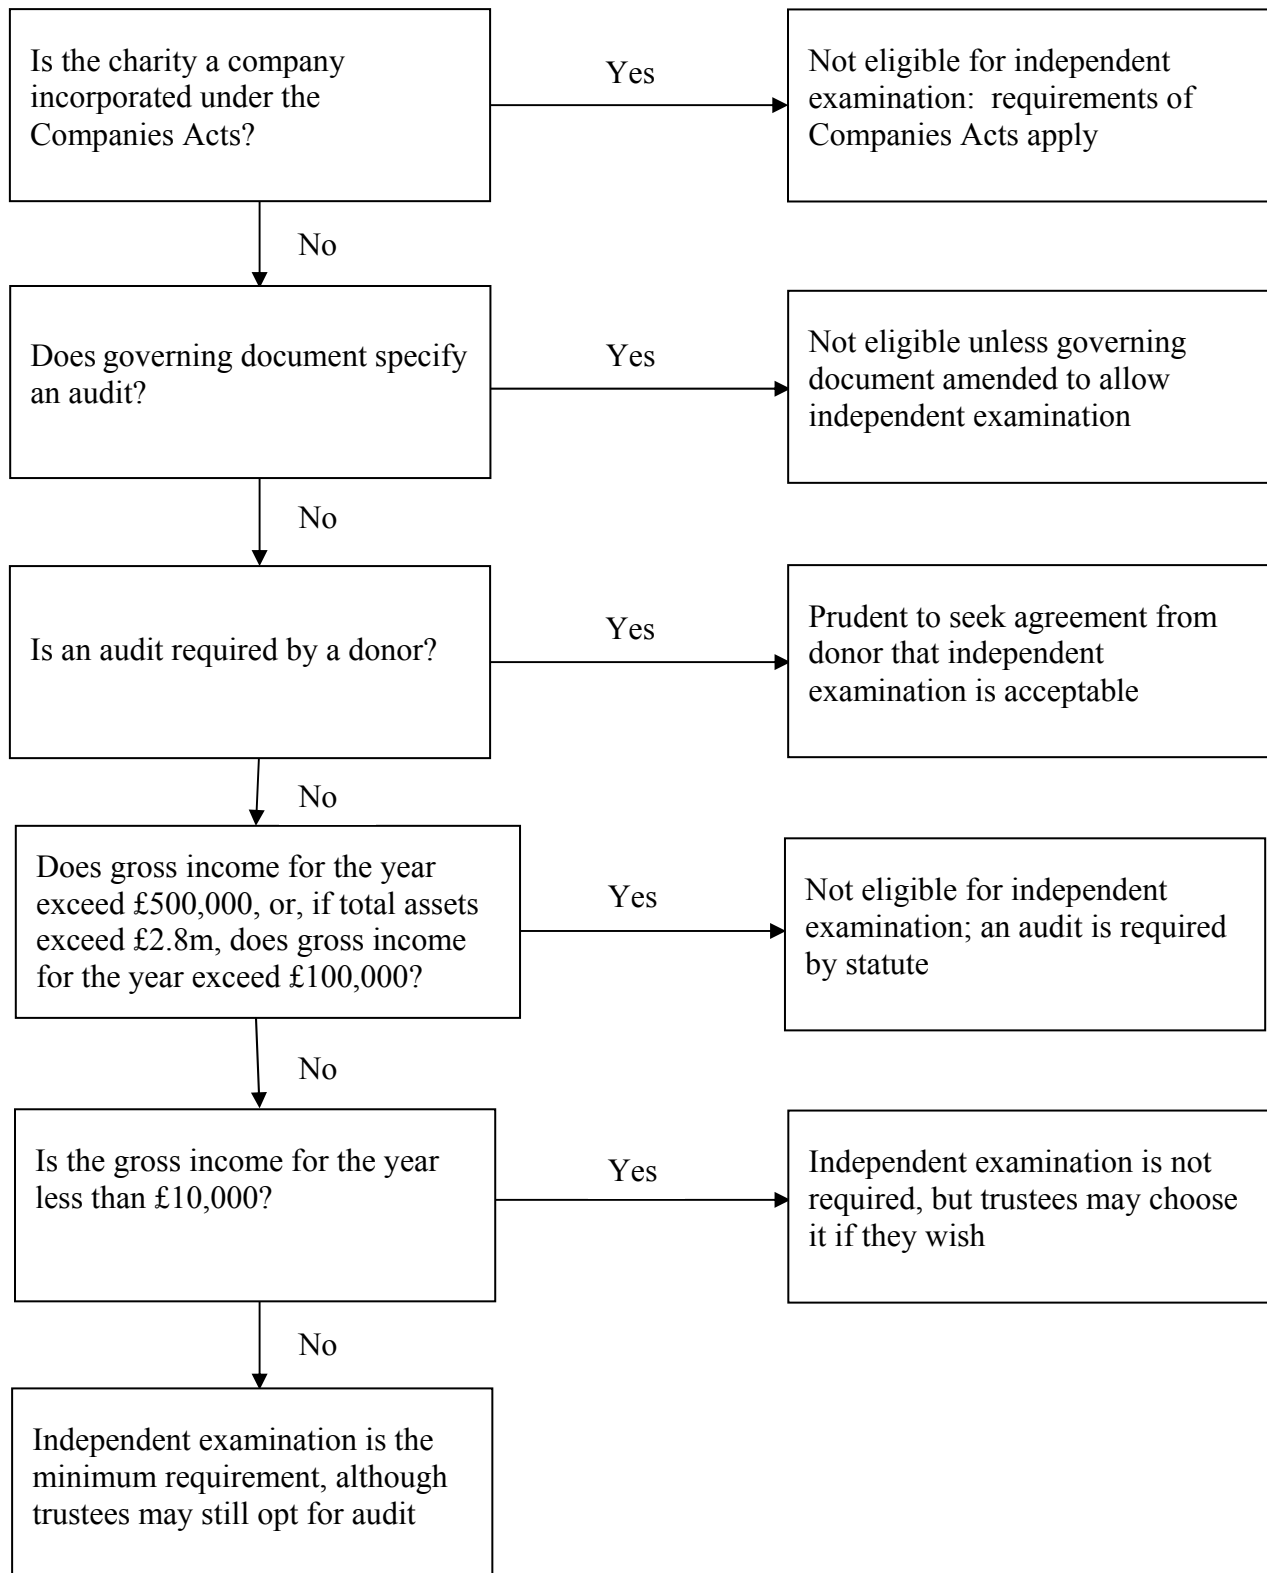 Is the charity a company
incorporated under the
Companies Acts?
Yes
Not eligible for independent
examination:  requirements of
Companies Acts apply
No
Does governing document specify
an audit?
Yes
Not eligible unless governing
document amended to allow
independent examination
No
Is an audit required by a donor?
Yes
Prudent to seek agreement from
donor that independent
examination is acceptable
No
Does gross income for the year
exceed £500,000, or, if total assets
exceed £2.8m, does gross income
for the year exceed £100,000?
Yes
Not eligible for independent
examination; an audit is required
by statute
No
Is the gross income for the year
less than £10,000?
Yes
Independent examination is not
required, but trustees may choose
it if they wish
No
Independent examination is the
minimum requirement, although
trustees may still opt for audit